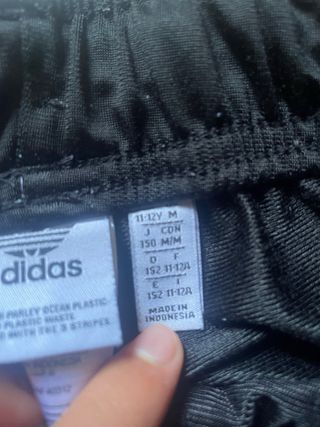 adidas
PARLEY OCEAN PLASTIC
PLASTIC WASTE
WITH THE 3 STRIPES
11-12Y M
J CDN
150 M/M
D F
152 11-12A
E I
152 11-12A
MADE IN
INDONESIA